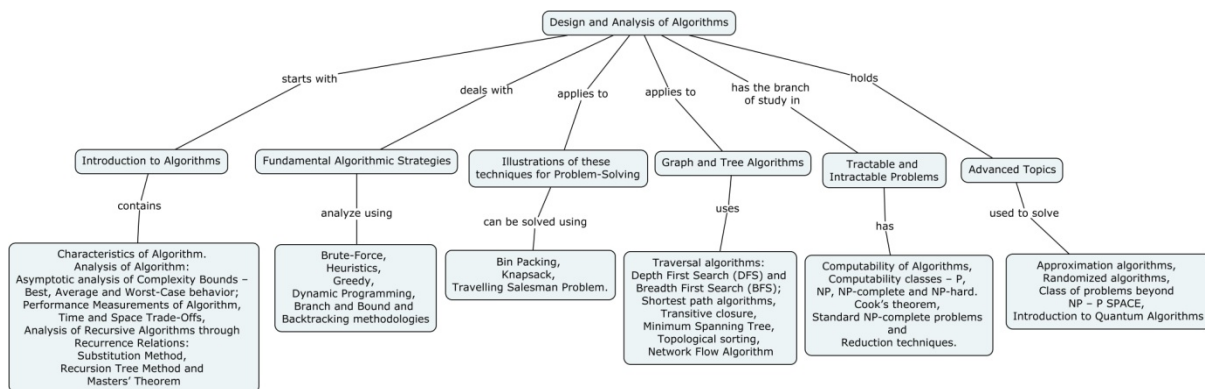 Design and Analysis of Algorithms
starts with
deals with
applies to
applies to
has the branch
of study in
holds
Introduction to Algorithms
Fundamental Algorithmic Strategies
Illustrations of these
techniques for Problem-Solving
Graph and Tree Algorithms
Tractable and
Intractable Problems
Advanced Topics
contains
analyze using
can be solved using
uses
has
used to solve
Characteristics of Algorithm.
Analysis of Algorithm:
Asymptotic analysis of Complexity Bounds –
Best, Average and Worst-Case behavior;
Performance Measurements of Algorithm,
Time and Space Trade-Offs,
Analysis of Recursive Algorithms through
Recurrence Relations:
Substitution Method,
Recursion Tree Method and
Masters' Theorem
Brute-Force,
Heuristics,
Greedy,
Dynamic Programming,
Branch and Bound and
Backtracking methodologies
Bin Packing,
Knapsack,
Travelling Salesman Problem.
Traversal algorithms:
Depth First Search (DFS) and
Breadth First Search (BFS);
Shortest path algorithms,
Transitive closure,
Minimum Spanning Tree,
Topological sorting,
Network Flow Algorithm
Computability of Algorithms,
Computability classes – P,
NP, NP-complete and NP-hard.
Cook's theorem,
Standard NP-complete problems
and
Reduction techniques.
Approximation algorithms,
Randomized algorithms,
Class of problems beyond
NP – P SPACE,
Introduction to Quantum Algorithms